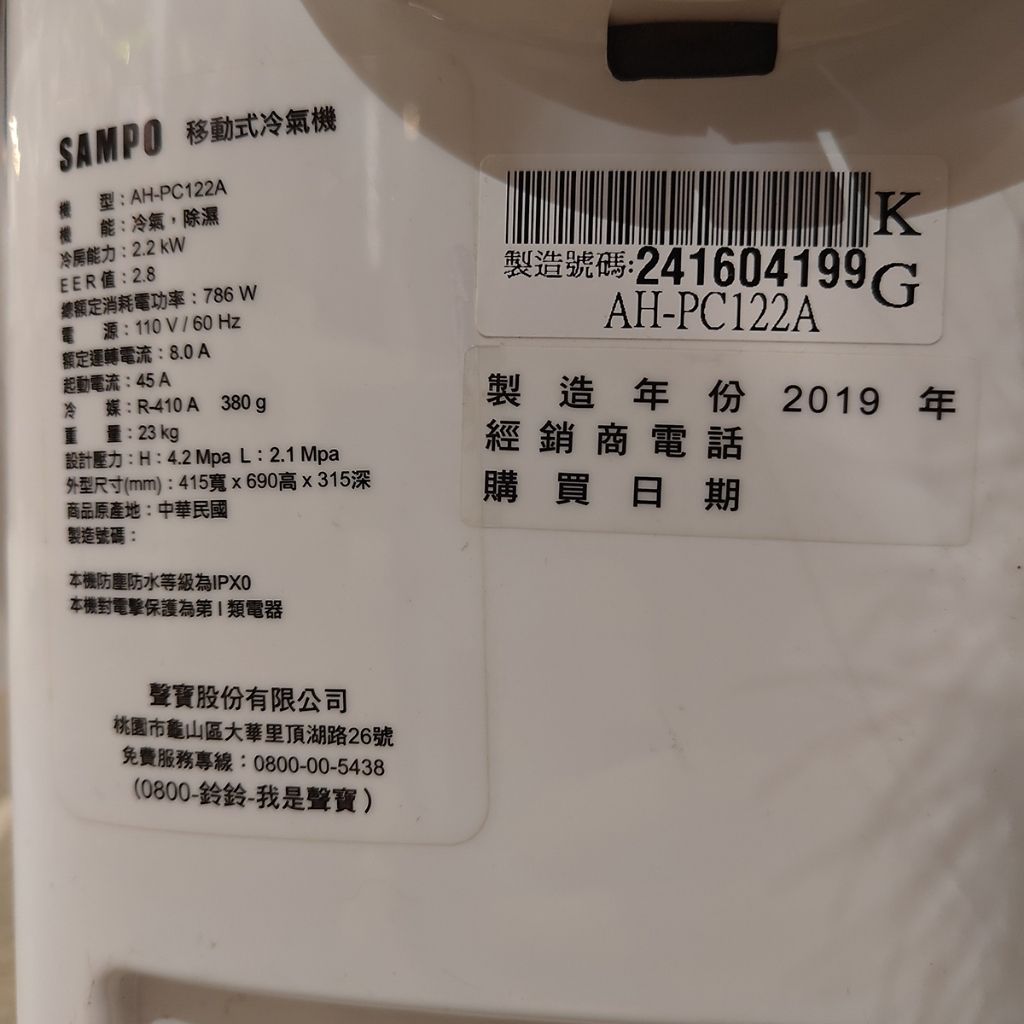 SAMPO 移動式冷氣機
機 型：AH-PC122A
機 能：冷氣，除濕
冷房能力：2.2 kW
EER值：2.8
總額定消耗電功率：786 W
電 源：110 V / 60 Hz
額定運轉電流：8.0 A
起動電流：45 A
冷 媒：R-410 A 380 g
重 量：23 kg
設計壓力：H：4.2 Mpa L：2.1 Mpa
外型尺寸(mm)：415寬 x 690高 x 315深
商品原產地：中華民國
製造號碼：
本機防塵防水等級為IPX0
本機對電擊保護為第 I 類電器
聲寶股份有限公司
桃園市龜山區大華里頂湖路26號
免費服務專線：0800-00-5438
(0800-鈴鈴-我是聲寶)
K
製造號碼:241604199
G
AH-PC122A
製造年份 2019 年
經銷商電話
購買日期